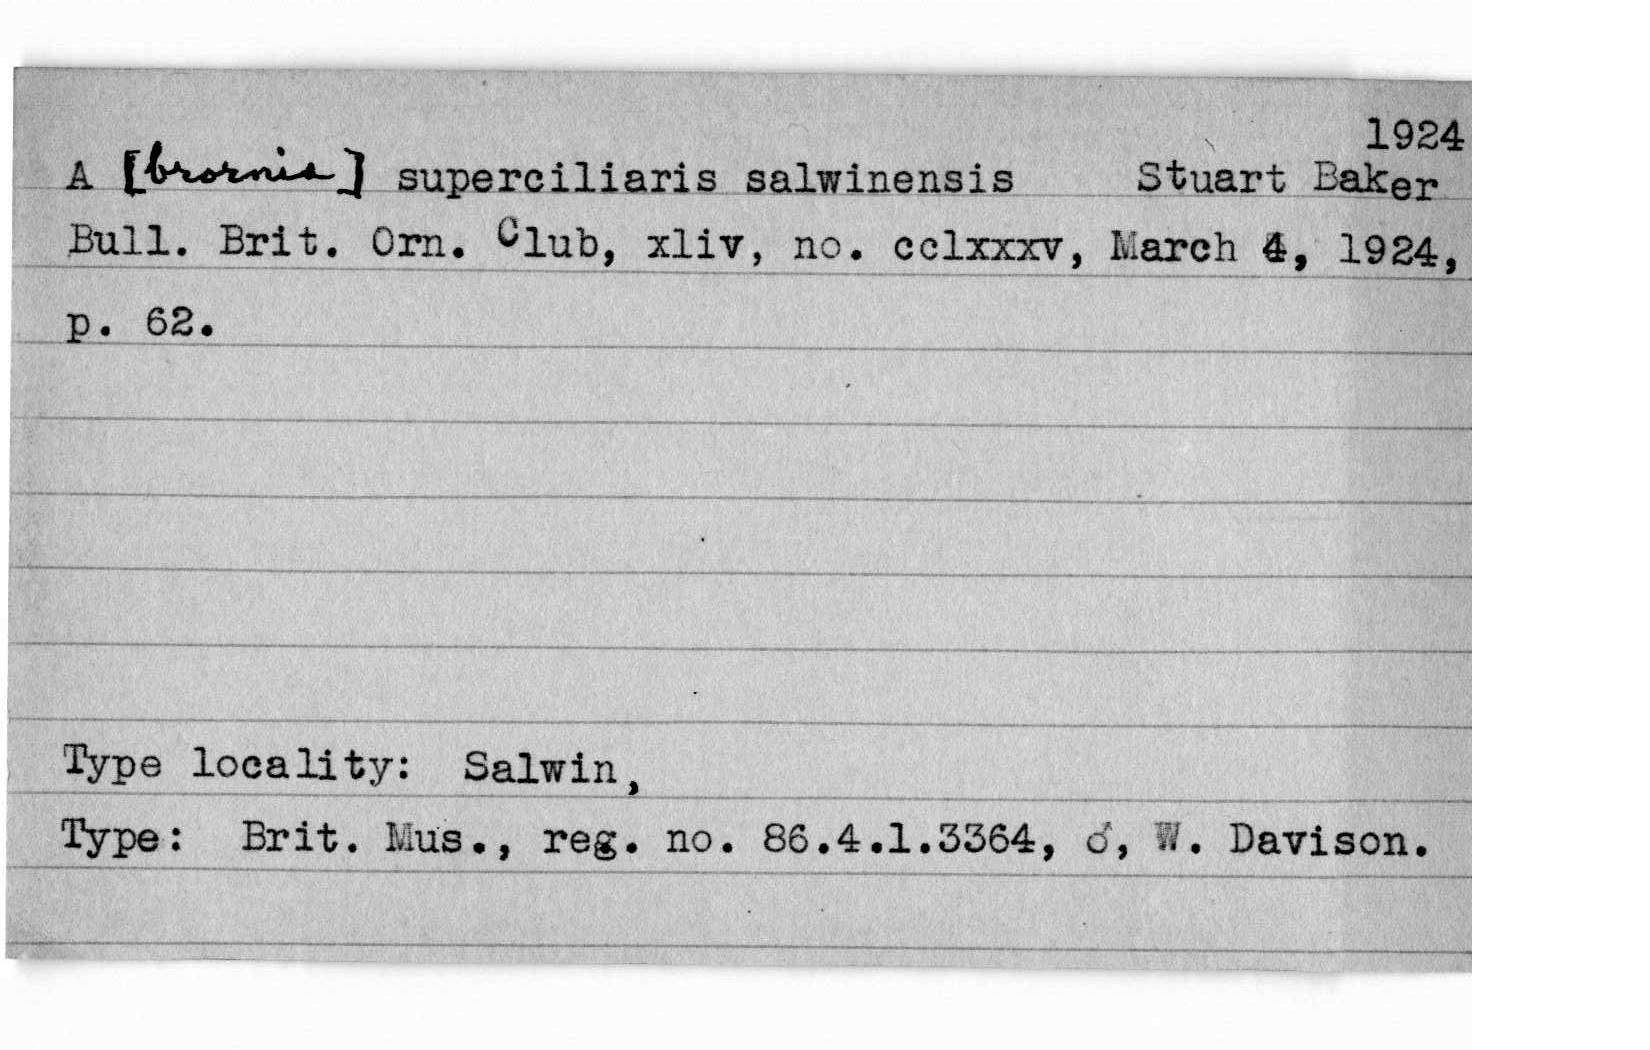 1924
A [brornis] superciliaris salwinensis Stuart Baker
Bull. Brit. Orn. Club, xliv, no. cclxxxv, March 4, 1924,
p. 62.
Type locality: Salwin,
Type: Brit. Mus., reg. no. 86.4.1.3364, ♂, W. Davison.